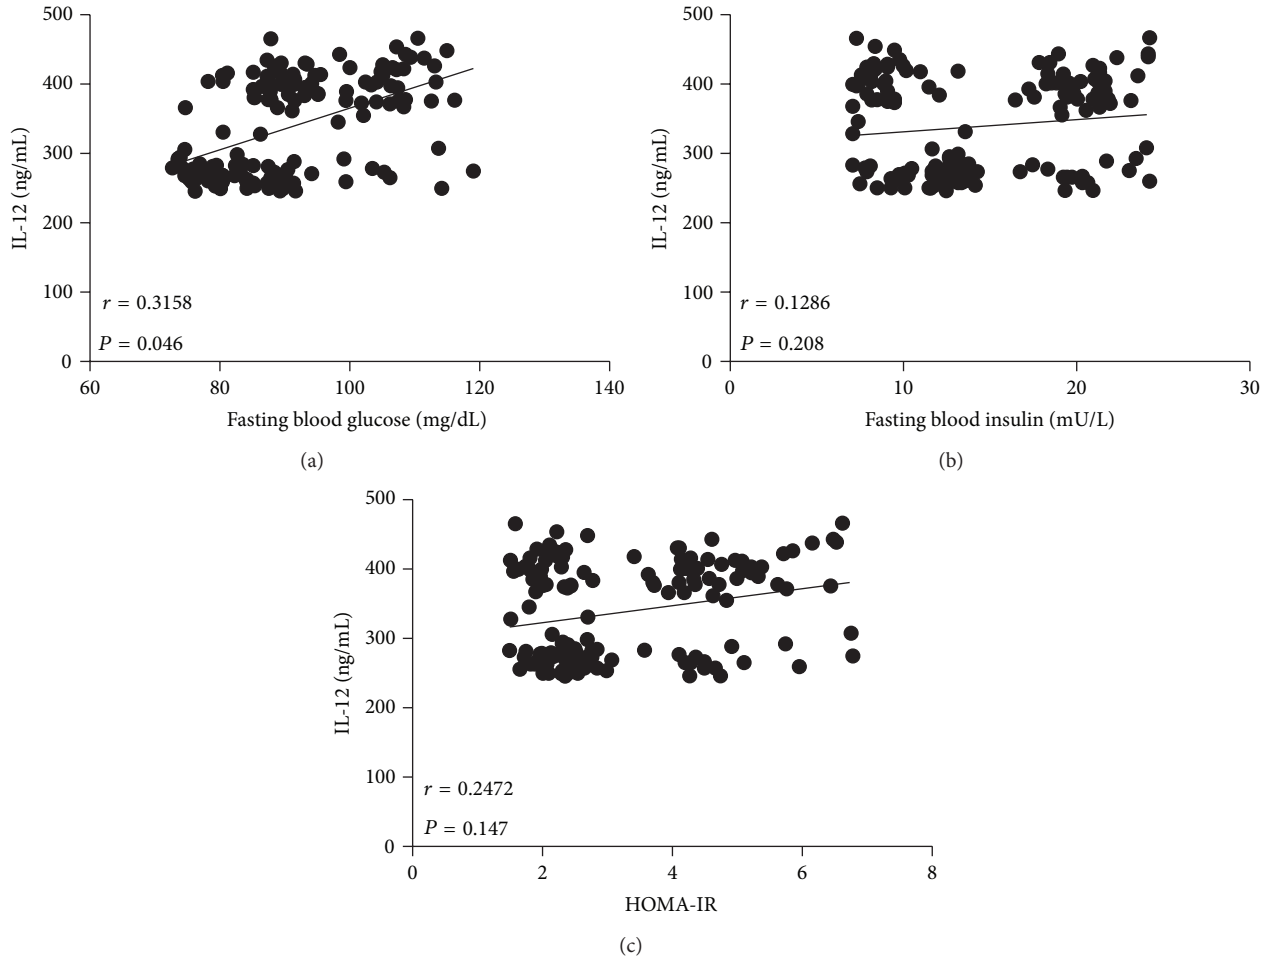 500
400
300
200
100
0
IL-12 (ng/mL)
r = 0.3158
P = 0.046
60 80 100 120 140
Fasting blood glucose (mg/dL)
(a)
500
400
300
200
100
0
IL-12 (ng/mL)
r = 0.1286
P = 0.208
0 10 20 30
Fasting blood insulin (mU/L)
(b)
500
400
300
200
100
0
IL-12 (ng/mL)
r = 0.2472
P = 0.147
0 2 4 6 8
HOMA-IR
(c)